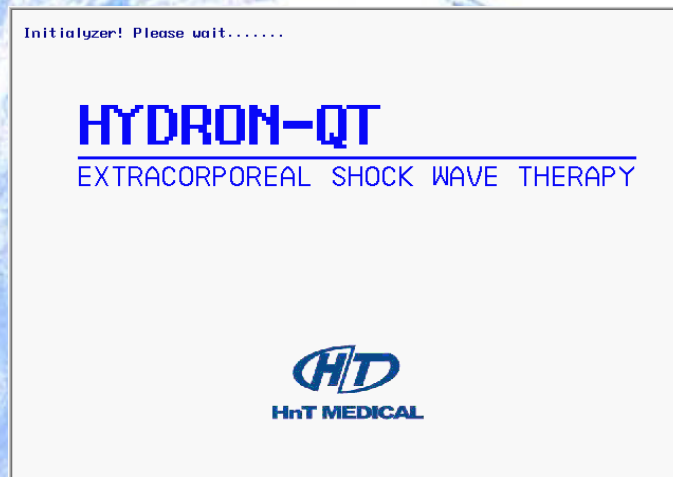 Initialyzer! Please wait.......
HYDRON-QT
EXTRACORPOREAL SHOCK WAVE THERAPY
HT
HnT MEDICAL